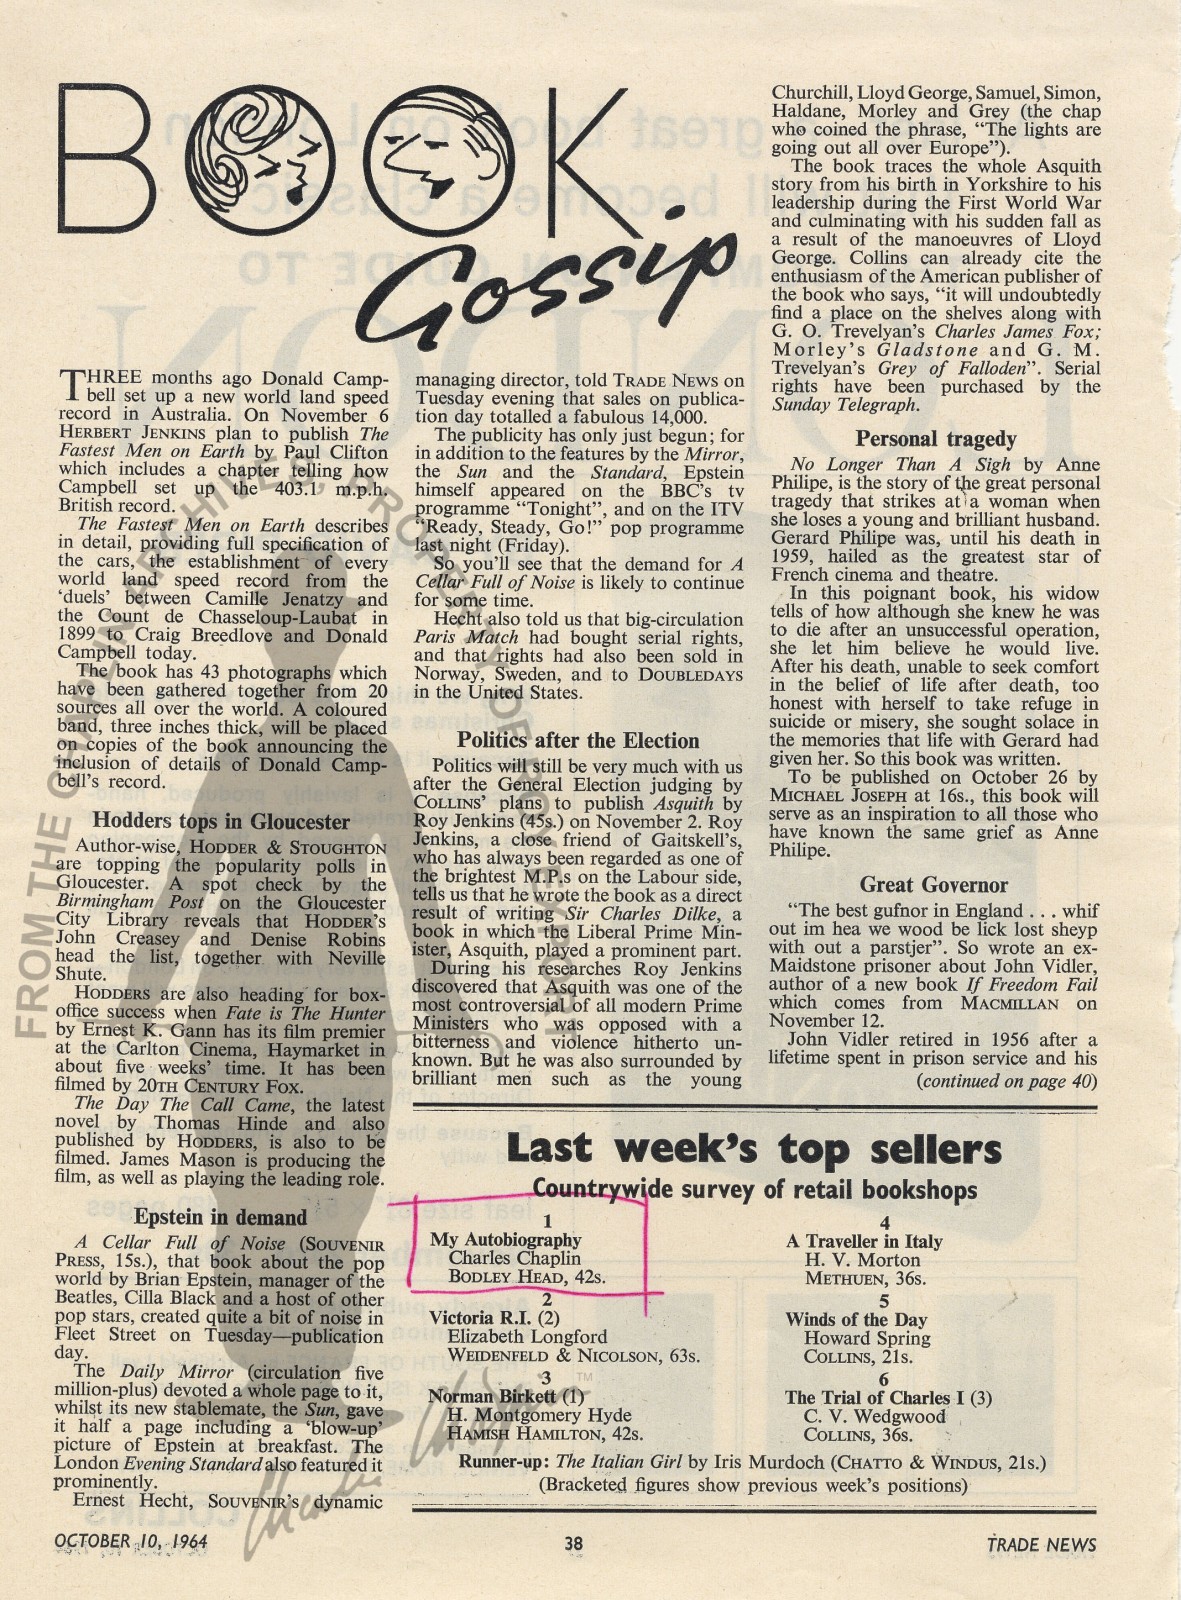 BOOK
Gossip
THREE months ago Donald Camp-
bell set up a new world land speed
record in Australia. On November 6
HERBERT JENKINS plan to publish The
Fastest Men on Earth by Paul Clifton
which includes a chapter telling how
Campbell set up the 403.1 m.p.h.
British record.
The Fastest Men on Earth describes
in detail, providing full specification of
the cars, the establishment of every
world land speed record from the
'duels' between Camille Jenatzy and
the Count de Chasseloup-Laubat in
1899 to Craig Breedlove and Donald
Campbell today.
The book has 43 photographs which
have been gathered together from 20
sources all over the world. A coloured
band, three inches thick, will be placed
on copies of the book announcing the
inclusion of details of Donald Camp-
bell's record.
Hodders tops in Gloucester
Author-wise, HODDER & STOUGHTON
are topping the popularity polls in
Gloucester. A spot check by the
Birmingham Post on the Gloucester
City Library reveals that HODDER'S
John Creasey and Denise Robins
head the list, together with Neville
Shute.
HODDERS are also heading for box-
office success when Fate is The Hunter
by Ernest K. Gann has its film premier
at the Carlton Cinema, Haymarket in
about five weeks' time. It has been
filmed by 20TH CENTURY FOX.
The Day The Call Came, the latest
novel by Thomas Hinde and also
published by HODDERS, is also to be
filmed. James Mason is producing the
film, as well as playing the leading role.
Epstein in demand
A Cellar Full of Noise (SOUVENIR
PRESS, 15s.), that book about the pop
world by Brian Epstein, manager of the
Beatles, Cilla Black and a host of other
pop stars, created quite a bit of noise in
Fleet Street on Tuesday—publication
day.
The Daily Mirror (circulation five
million-plus) devoted a whole page to it,
whilst its new stablemate, the Sun, gave
it half a page including a 'blow-up'
picture of Epstein at breakfast. The
London Evening Standard also featured it
prominently.
Ernest Hecht, SOUVENIR'S dynamic
managing director, told TRADE NEWS on
Tuesday evening that sales on publica-
tion day totalled a fabulous 14,000.
The publicity has only just begun; for
in addition to the features by the Mirror,
the Sun and the Standard, Epstein
himself appeared on the BBC's tv
programme "Tonight", and on the ITV
"Ready, Steady, Go!" pop programme
last night (Friday).
So you'll see that the demand for A
Cellar Full of Noise is likely to continue
for some time.
Hecht also told us that big-circulation
Paris Match had bought serial rights,
and that rights had also been sold in
Norway, Sweden, and to DOUBLEDAYS
in the United States.
Politics after the Election
Politics will still be very much with us
after the General Election judging by
COLLINS' plans to publish Asquith by
Roy Jenkins (45s.) on November 2. Roy
Jenkins, a close friend of Gaitskell's,
who has always been regarded as one of
the brightest M.P.s on the Labour side,
tells us that he wrote the book as a direct
result of writing Sir Charles Dilke, a
book in which the Liberal Prime Min-
ister, Asquith, played a prominent part.
During his researches Roy Jenkins
discovered that Asquith was one of the
most controversial of all modern Prime
Ministers who was opposed with a
bitterness and violence hitherto un-
known. But he was also surrounded by
brilliant men such as the young
Churchill, Lloyd George, Samuel, Simon,
Haldane, Morley and Grey (the chap
who coined the phrase, "The lights are
going out all over Europe").
The book traces the whole Asquith
story from his birth in Yorkshire to his
leadership during the First World War
and culminating with his sudden fall as
a result of the manoeuvres of Lloyd
George. Collins can already cite the
enthusiasm of the American publisher of
the book who says, "it will undoubtedly
find a place on the shelves along with
G. O. Trevelyan's Charles James Fox;
Morley's Gladstone and G. M.
Trevelyan's Grey of Falloden". Serial
rights have been purchased by the
Sunday Telegraph.
Personal tragedy
No Longer Than A Sigh by Anne
Philipe, is the story of the great personal
tragedy that strikes at a woman when
she loses a young and brilliant husband.
Gerard Philipe was, until his death in
1959, hailed as the greatest star of
French cinema and theatre.
In this poignant book, his widow
tells of how although she knew he was
to die after an unsuccessful operation,
she let him believe he would live.
After his death, unable to seek comfort
in the belief of life after death, too
honest with herself to take refuge in
suicide or misery, she sought solace in
the memories that life with Gerard had
given her. So this book was written.
To be published on October 26 by
MICHAEL JOSEPH at 16s., this book will
serve as an inspiration to all those who
have known the same grief as Anne
Philipe.
Great Governor
"The best gufnor in England . . . whif
out im hea we wood be lick lost sheyp
with out a parstjer". So wrote an ex-
Maidstone prisoner about John Vidler,
author of a new book If Freedom Fail
which comes from MACMILLAN on
November 12.
John Vidler retired in 1956 after a
lifetime spent in prison service and his
(continued on page 40)
Last week's top sellers
Countrywide survey of retail bookshops
1
My Autobiography
Charles Chaplin
BODLEY HEAD, 42s.
2
Victoria R.I. (2)
Elizabeth Longford
WEIDENFELD & NICOLSON, 63s.
3
Norman Birkett (1)
H. Montgomery Hyde
HAMISH HAMILTON, 42s.
4
A Traveller in Italy
H. V. Morton
METHUEN, 36s.
5
Winds of the Day
Howard Spring
COLLINS, 21s.
6
The Trial of Charles I (3)
C. V. Wedgwood
COLLINS, 36s.
Runner-up: The Italian Girl by Iris Murdoch (CHATTO & WINDUS, 21s.)
(Bracketed figures show previous week's positions)
OCTOBER 10, 1964
38
TRADE NEWS
FROM THE CHAPLIN ARCHIVES, PROPERTY OF ROY EXPORT
Charles Chaplin TM